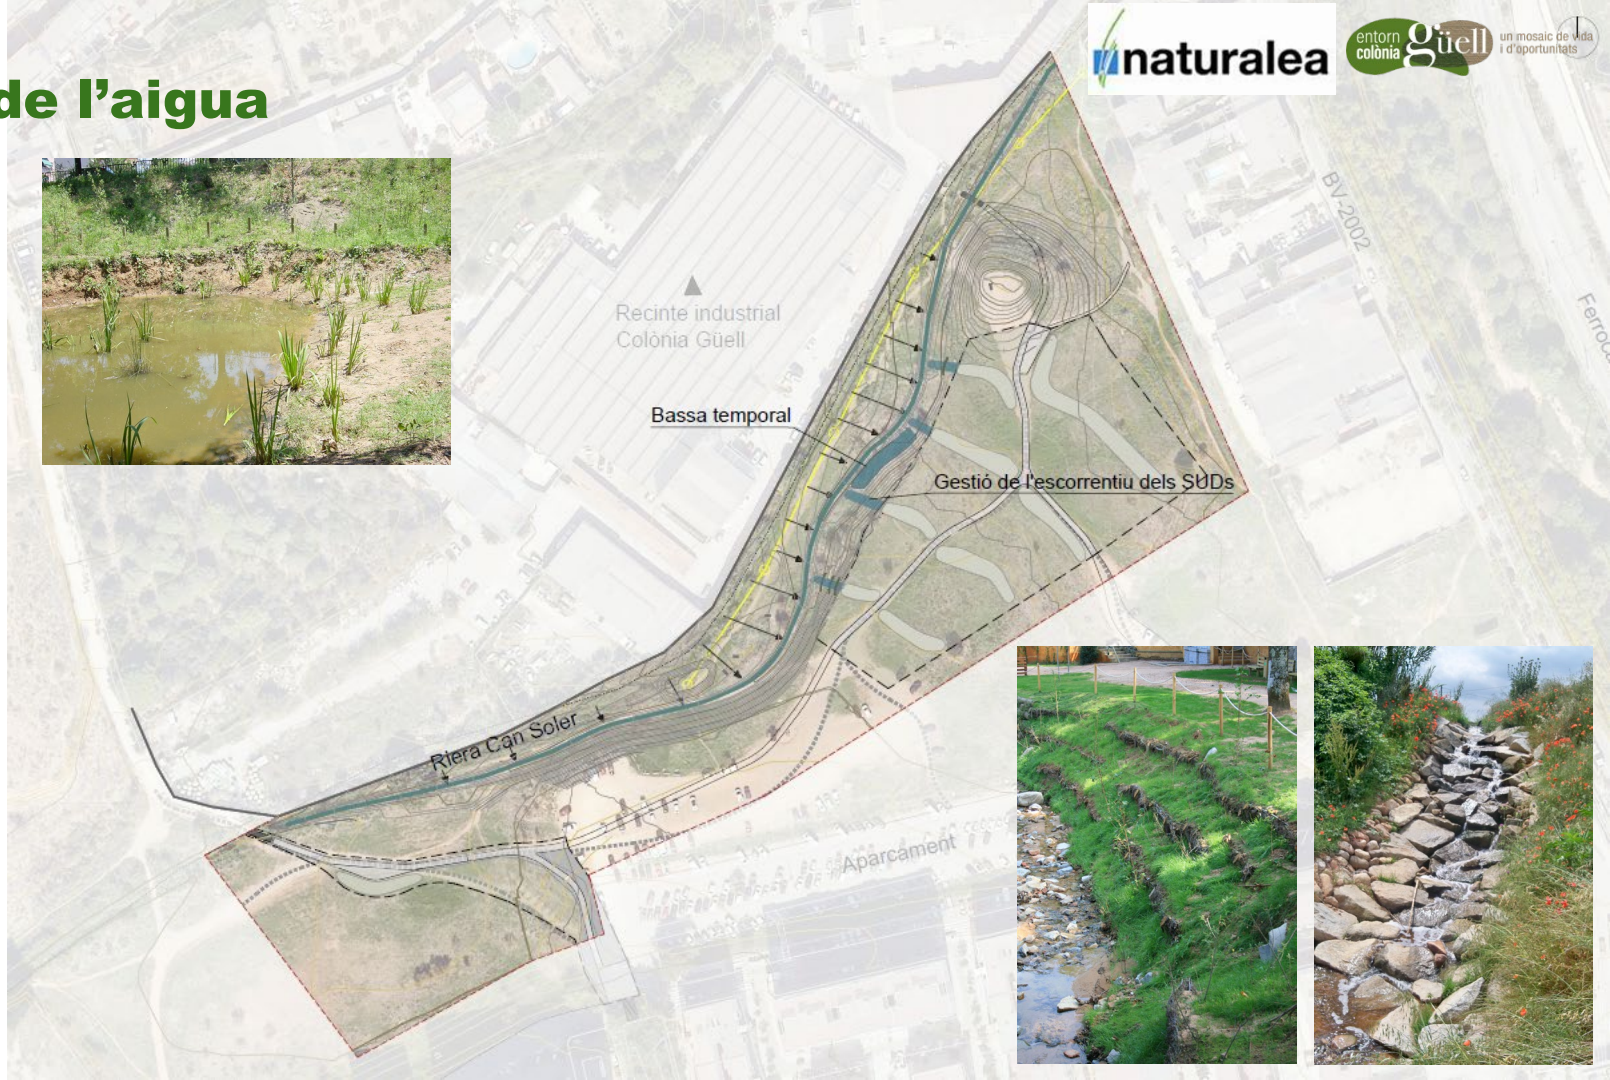 naturalea
entorn
colònia
güell
un mosaic de vida
i d'oportunitats
de l'aigua
BV-2002
Recinte industrial
Colònia Güell
Bassa temporal
Gestió de l'escorrentiu dels SUDs
Riera Can Soler
Aparcament